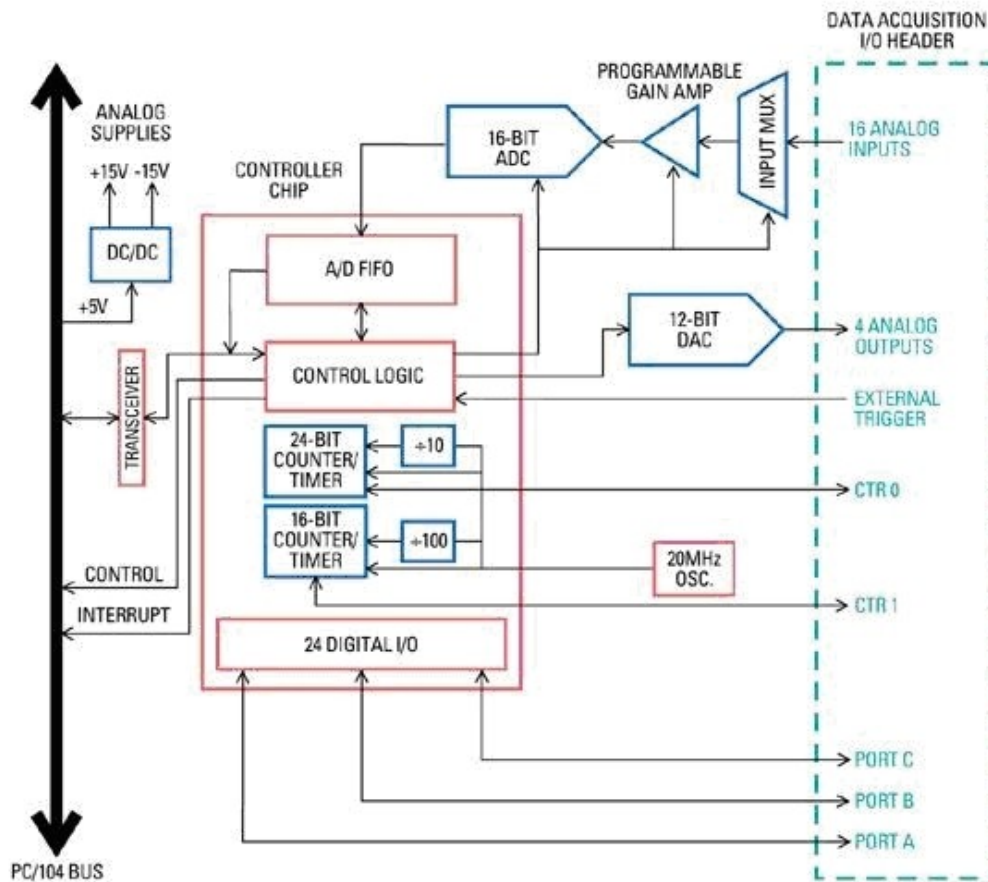 DATA ACQUISITION
I/O HEADER
PROGRAMMABLE
GAIN AMP
ANALOG
SUPPLIES
+15V -15V
16-BIT
ADC
INPUT MUX
16 ANALOG
INPUTS
CONTROLLER
CHIP
DC/DC
A/D FIFO
+5V
12-BIT
DAC
4 ANALOG
OUTPUTS
TRANSCEIVER
CONTROL LOGIC
EXTERNAL
TRIGGER
24-BIT
COUNTER/
TIMER
÷10
CTR 0
16-BIT
COUNTER/
TIMER
÷100
20MHz
OSC.
CONTROL
CTR 1
INTERRUPT
24 DIGITAL I/O
PORT C
PORT B
PORT A
PC/104 BUS